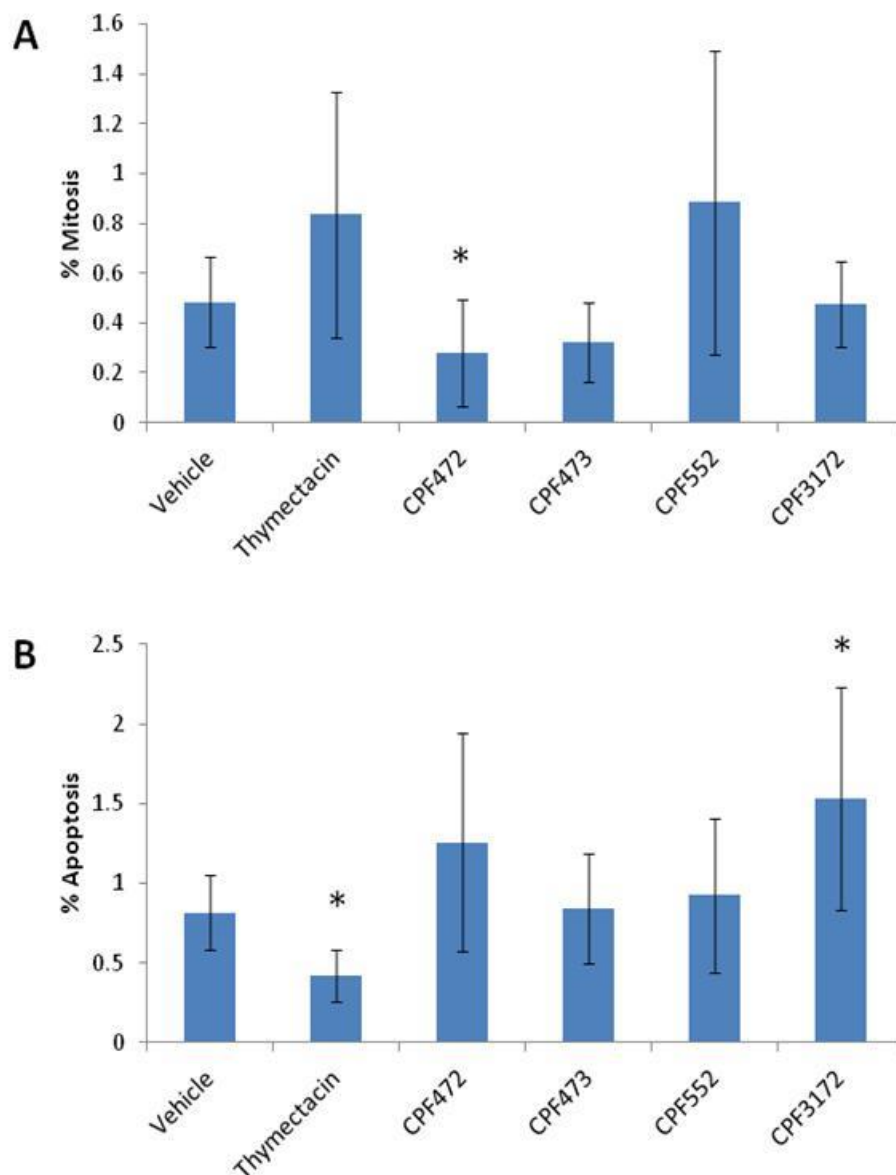 A
% Mitosis
1.6
1.4
1.2
1
0.8
0.6
0.4
0.2
0
*
Vehicle
Thymectacin
CPF472
CPF473
CPF552
CPF3172
B
% Apoptosis
2.5
2
1.5
1
0.5
0
*
*
Vehicle
Thymectacin
CPF472
CPF473
CPF552
CPF3172